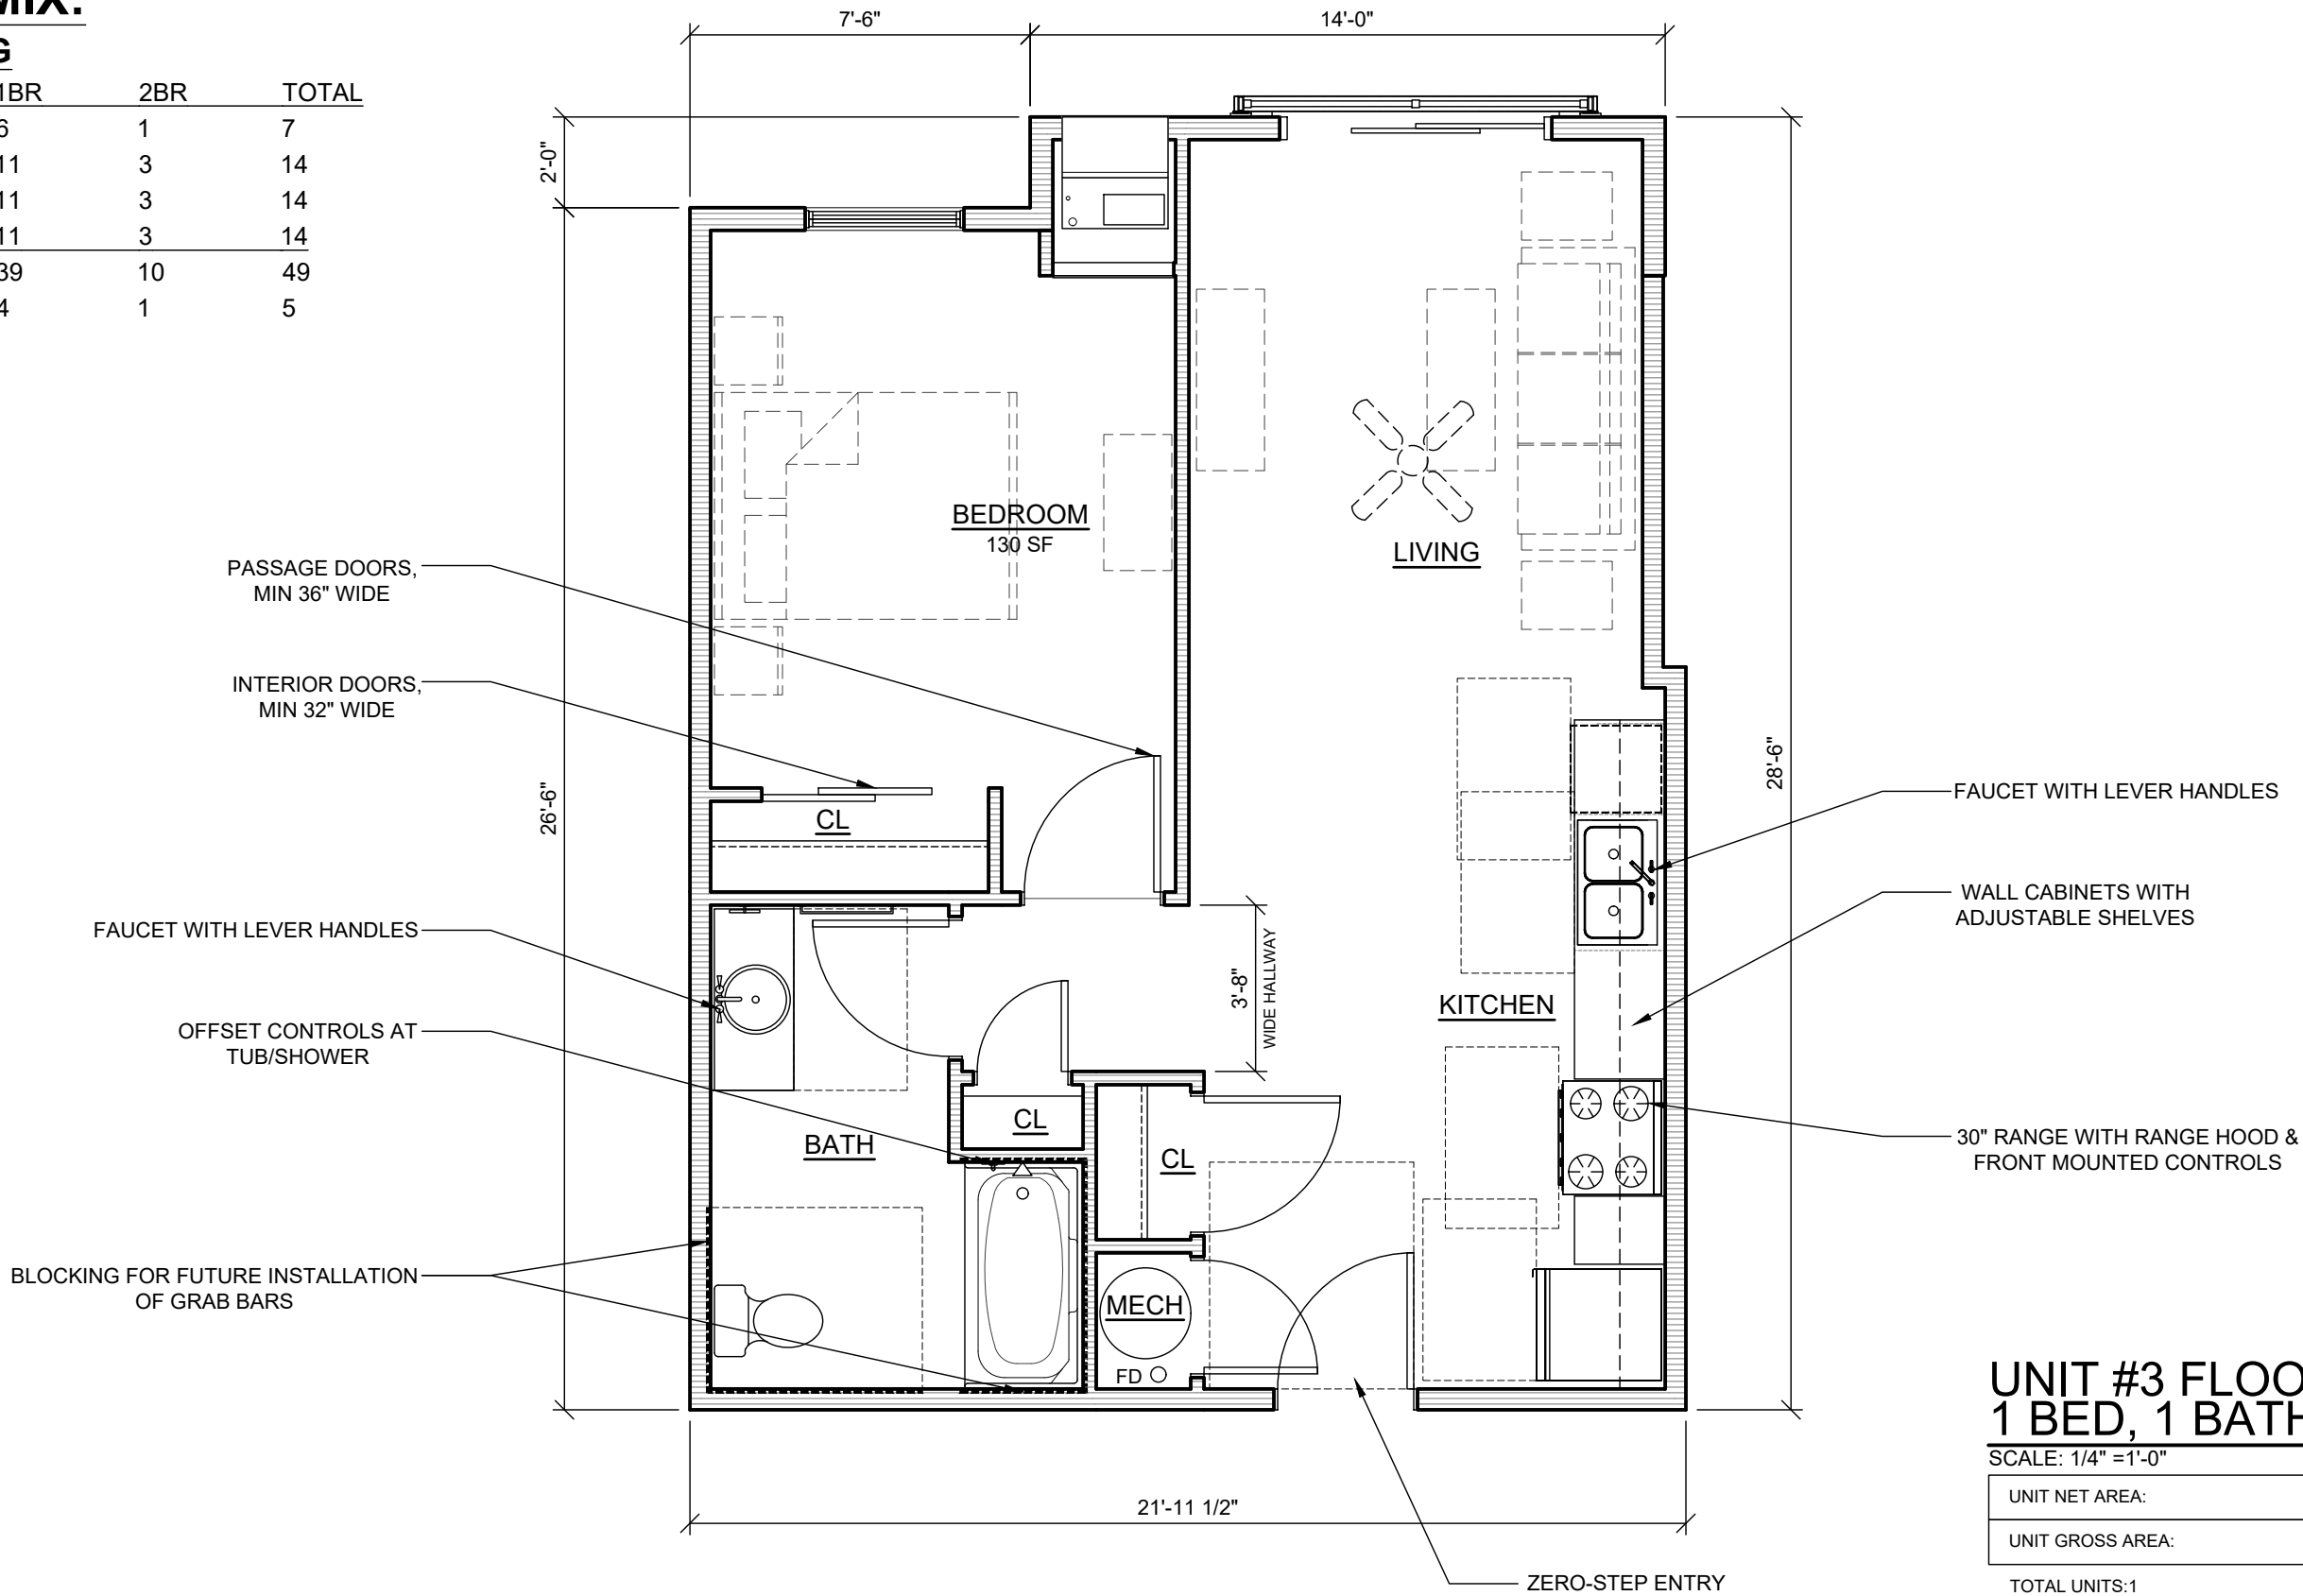 MIX:
G
1BR 2BR TOTAL
6 1 7
11 3 14
11 3 14
11 3 14
39 10 49
4 1 5
7'-6"
14'-0"
2'-0"
26'-6"
28'-6"
BEDROOM
130 SF
LIVING
PASSAGE DOORS,
MIN 36" WIDE
INTERIOR DOORS,
MIN 32" WIDE
CL
FAUCET WITH LEVER HANDLES
WALL CABINETS WITH
ADJUSTABLE SHELVES
FAUCET WITH LEVER HANDLES
3'-8"
WIDE HALLWAY
KITCHEN
OFFSET CONTROLS AT
TUB/SHOWER
CL
BATH
CL
30" RANGE WITH RANGE HOOD &
FRONT MOUNTED CONTROLS
BLOCKING FOR FUTURE INSTALLATION
OF GRAB BARS
MECH
FD
21'-11 1/2"
ZERO-STEP ENTRY
UNIT #3 FLOO
1 BED, 1 BATH
SCALE: 1/4" =1'-0"
UNIT NET AREA:
UNIT GROSS AREA:
TOTAL UNITS:1